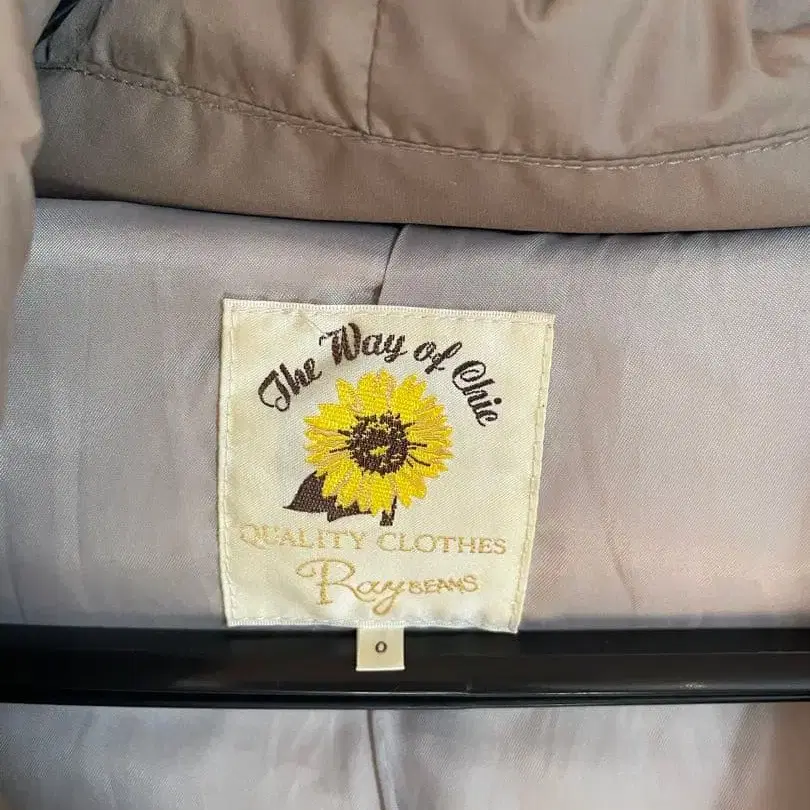 The Way of Chic
QUALITY CLOTHES
Ray BEAMS
0